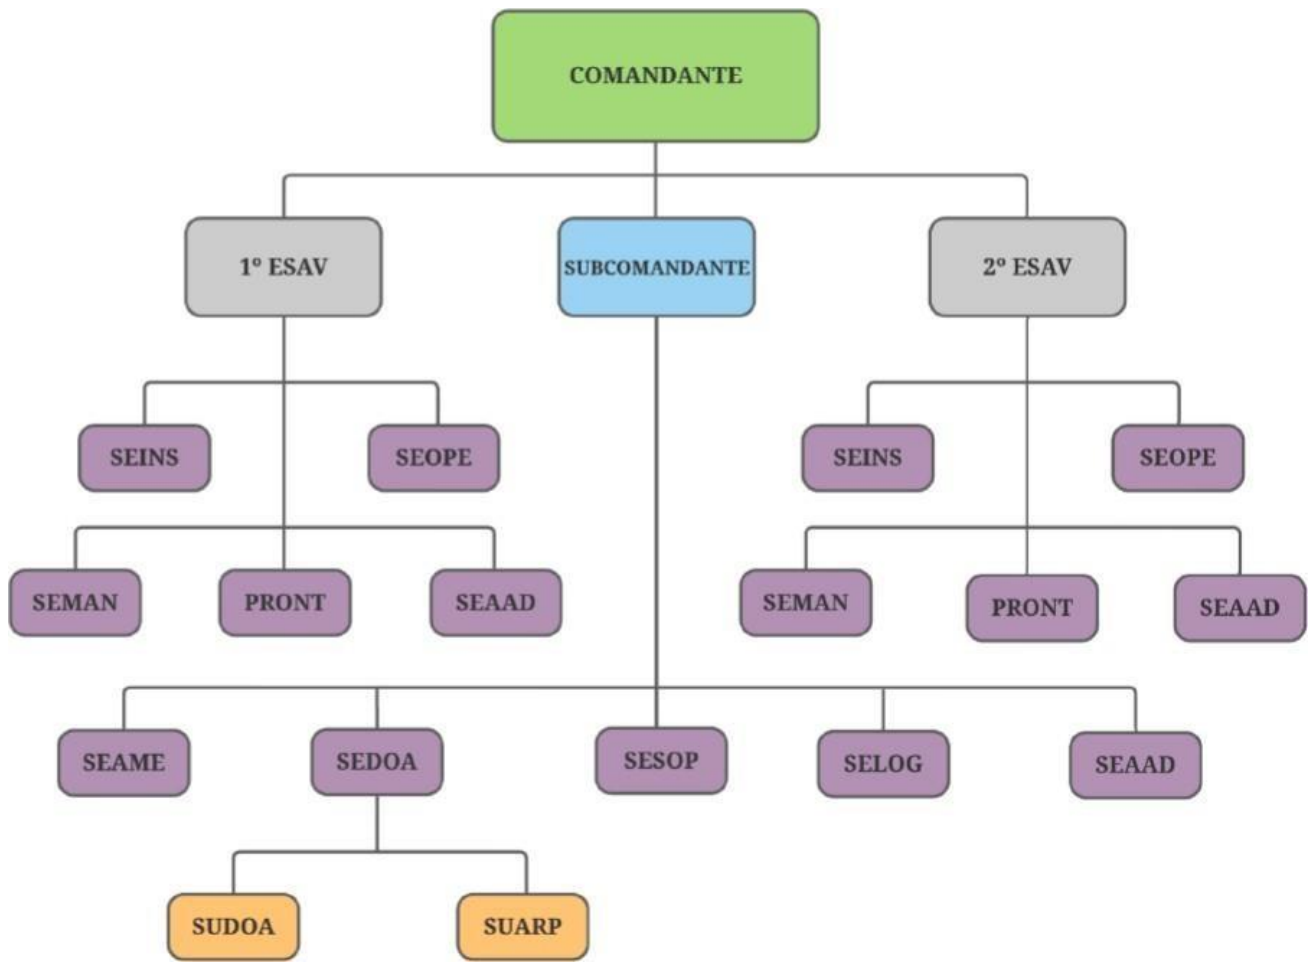 COMANDANTE
1º ESAV
SUBCOMANDANTE
2º ESAV
SEINS
SEOPE
SEINS
SEOPE
SEMAN
PRONT
SEAAD
SEMAN
PRONT
SEAAD
SEAME
SEDOA
SESOP
SELOG
SEAAD
SUDOA
SUARP